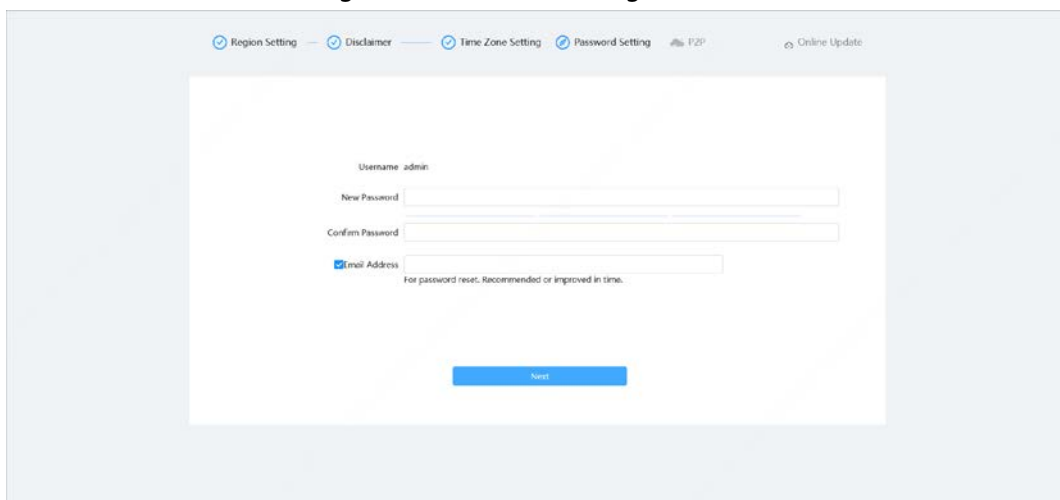 Region Setting Disclaimer Time Zone Setting Password Setting P2P Online Update
Username admin
New Password
Confirm Password
Email Address
For password reset. Recommended or improved in time.
Next